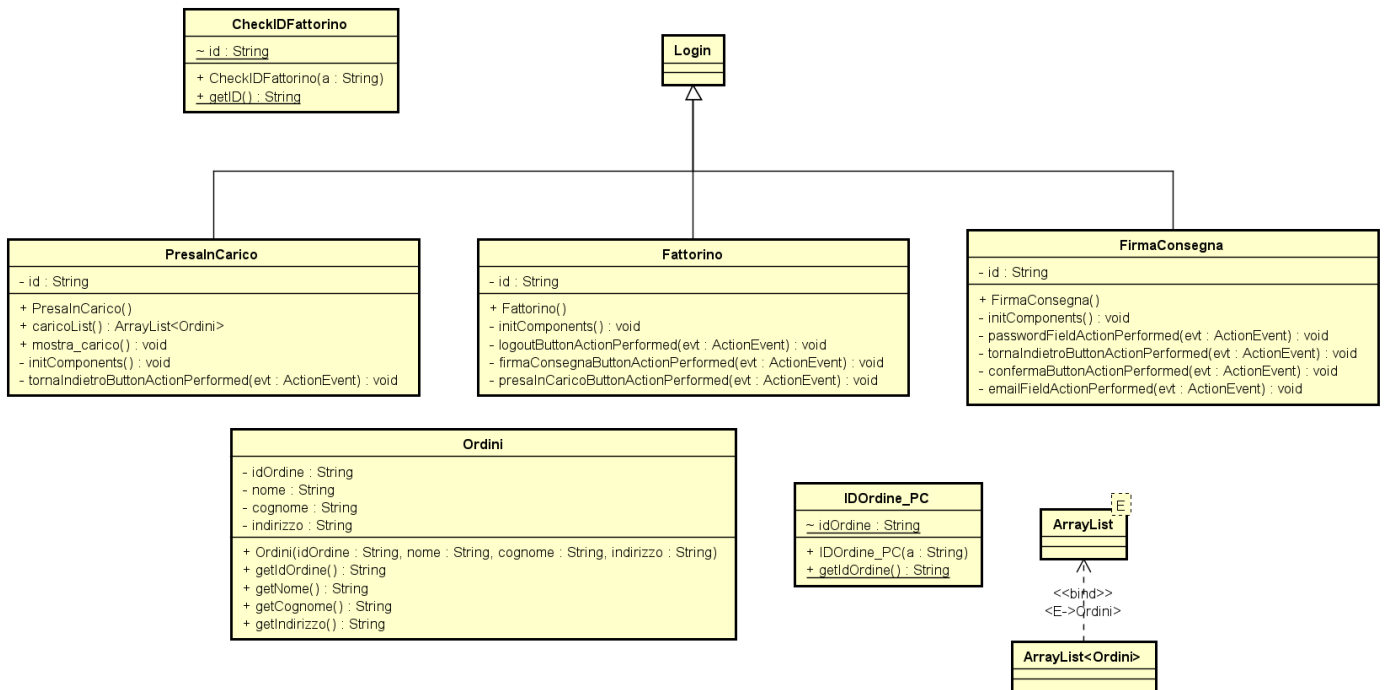 CheckIDFattorino
~ id : String
+ CheckIDFattorino(a : String)
+ getID() : String
Login
PresaInCarico
- id : String
+ PresaInCarico()
+ caricoList() : ArrayList<Ordini>
+ mostra_carico() : void
- initComponents() : void
- tornaIndietroButtonActionPerformed(evt : ActionEvent) : void
Fattorino
- id : String
+ Fattorino()
- initComponents() : void
- logoutButtonActionPerformed(evt : ActionEvent) : void
- firmaConsegnaButtonActionPerformed(evt : ActionEvent) : void
- presaInCaricoButtonActionPerformed(evt : ActionEvent) : void
FirmaConsegna
- id : String
+ FirmaConsegna()
- initComponents() : void
- passwordFieldActionPerformed(evt : ActionEvent) : void
- tornaIndietroButtonActionPerformed(evt : ActionEvent) : void
- confermaButtonActionPerformed(evt : ActionEvent) : void
- emailFieldActionPerformed(evt : ActionEvent) : void
Ordini
- idOrdine : String
- nome : String
- cognome : String
- indirizzo : String
+ Ordini(idOrdine : String, nome : String, cognome : String, indirizzo : String)
+ getIdOrdine() : String
+ getNome() : String
+ getCognome() : String
+ getIndirizzo() : String
IDOrdine_PC
~ idOrdine : String
+ IDOrdine_PC(a : String)
+ getIdOrdine() : String
E
ArrayList
<<bind>>
<E->Ordini>
ArrayList<Ordini>